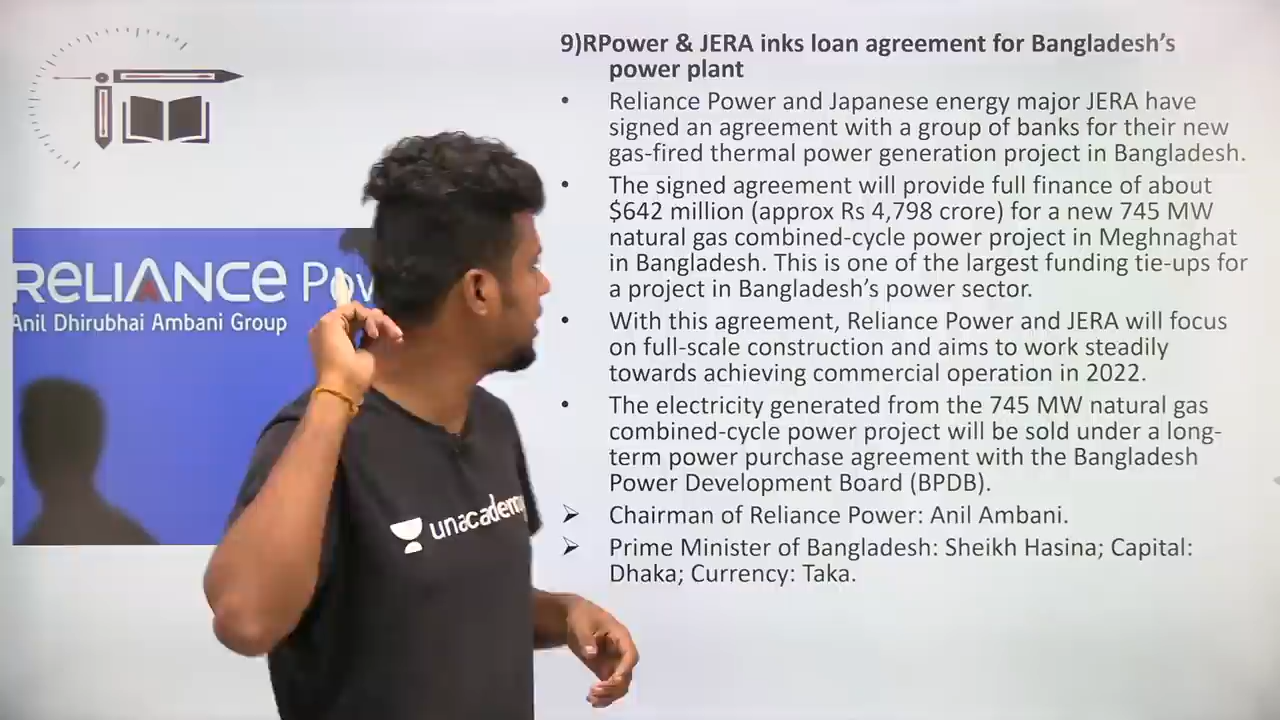 9)RPower & JERA inks loan agreement for Bangladesh's
power plant
• Reliance Power and Japanese energy major JERA have
signed an agreement with a group of banks for their new
gas-fired thermal power generation project in Bangladesh.
• The signed agreement will provide full finance of about
$642 million (approx Rs 4,798 crore) for a new 745 MW
natural gas combined-cycle power project in Meghnaghat
in Bangladesh. This is one of the largest funding tie-ups for
a project in Bangladesh's power sector.
• With this agreement, Reliance Power and JERA will focus
on full-scale construction and aims to work steadily
towards achieving commercial operation in 2022.
• The electricity generated from the 745 MW natural gas
combined-cycle power project will be sold under a long-
term power purchase agreement with the Bangladesh
Power Development Board (BPDB).
➢ Chairman of Reliance Power: Anil Ambani.
➢ Prime Minister of Bangladesh: Sheikh Hasina; Capital:
Dhaka; Currency: Taka.
RELIANCE Pow
Anil Dhirubhai Ambani Group
unacademy